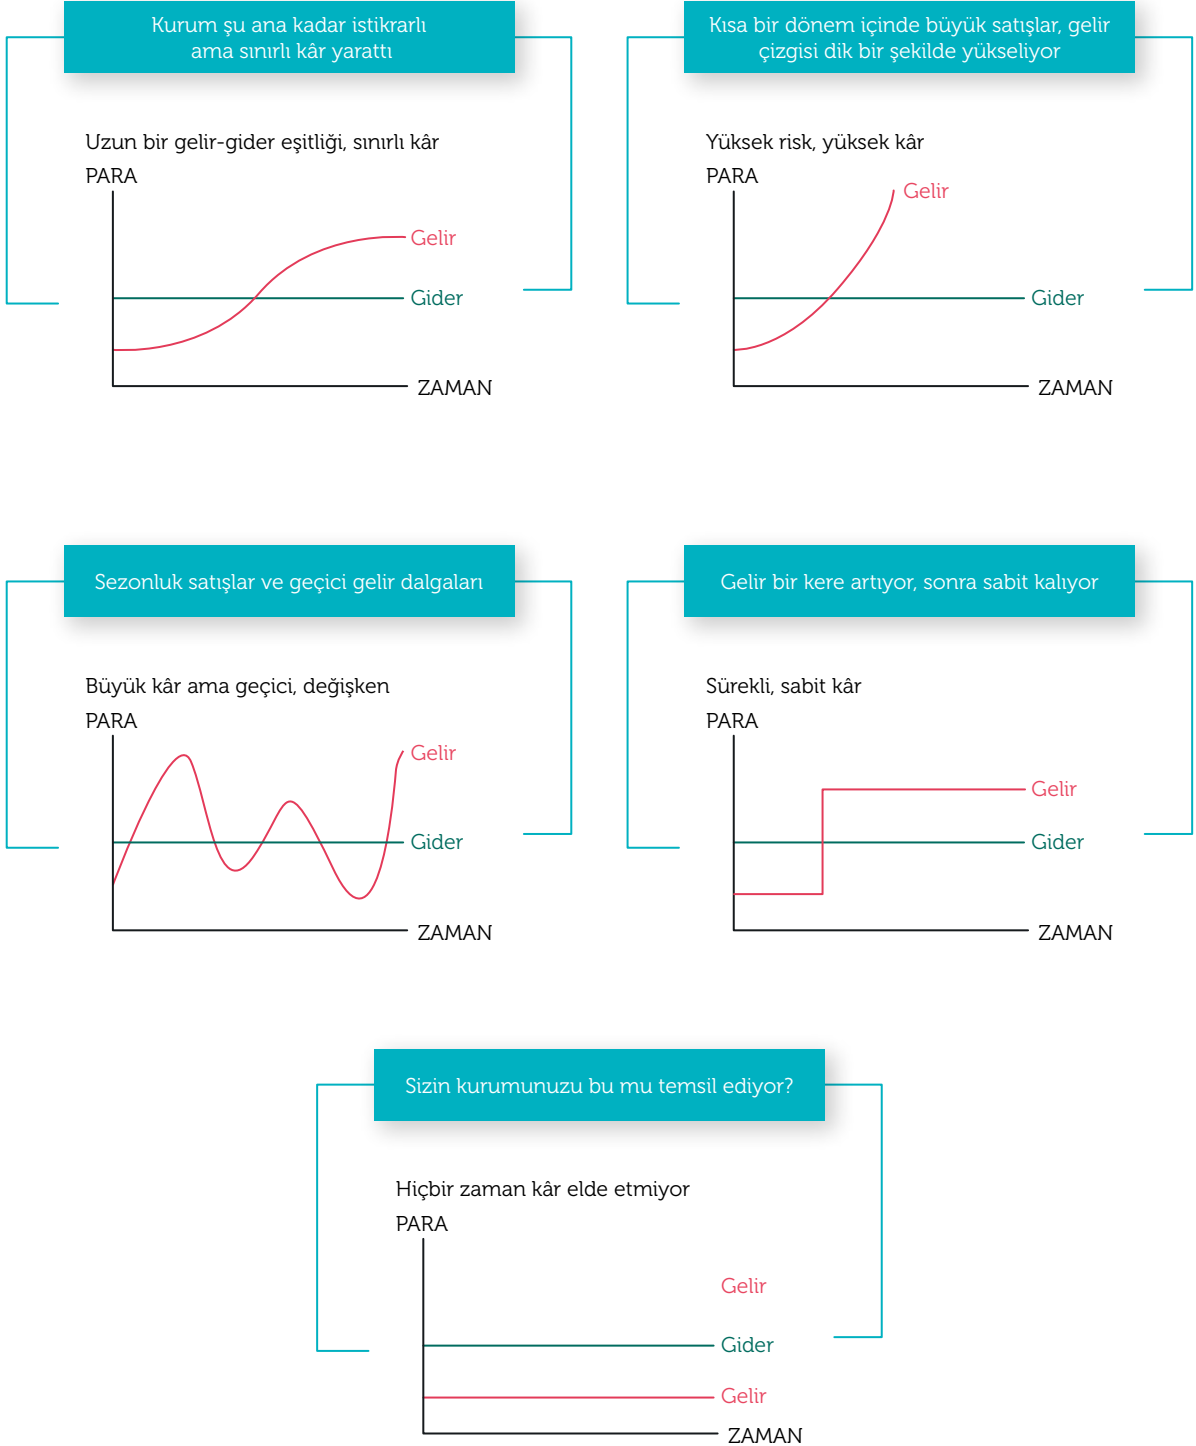 Kurum şu ana kadar istikrarlı
ama sınırlı kâr yarattı
Uzun bir gelir-gider eşitliği, sınırlı kâr
PARA
Gelir
Gider
ZAMAN
Kısa bir dönem içinde büyük satışlar, gelir
çizgisi dik bir şekilde yükseliyor
Yüksek risk, yüksek kâr
PARA
Gelir
Gider
ZAMAN
Sezonluk satışlar ve geçici gelir dalgaları
Büyük kâr ama geçici, değişken
PARA
Gelir
Gider
ZAMAN
Gelir bir kere artıyor, sonra sabit kalıyor
Sürekli, sabit kâr
PARA
Gelir
Gider
ZAMAN
Sizin kurumunuzu bu mu temsil ediyor?
Hiçbir zaman kâr elde etmiyor
PARA
Gelir
Gider
Gelir
ZAMAN